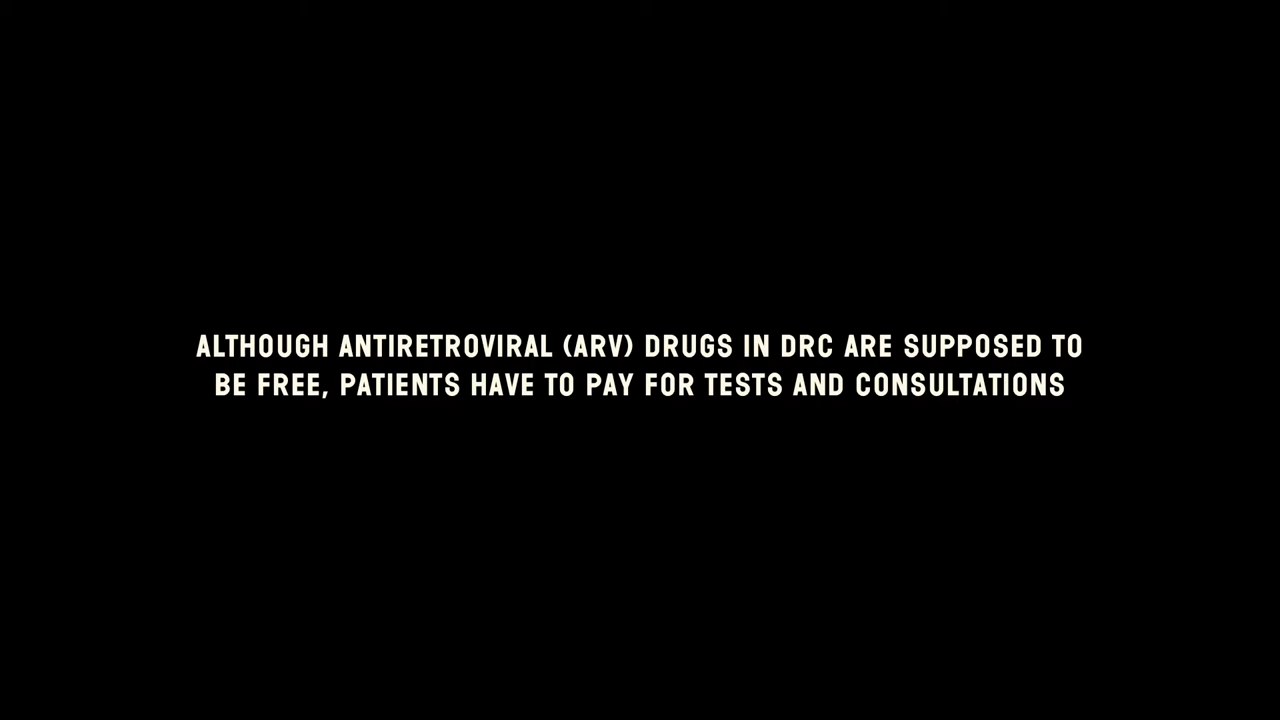 ALTHOUGH ANTIRETROVIRAL (ARV) DRUGS IN DRC ARE SUPPOSED TO
BE FREE, PATIENTS HAVE TO PAY FOR TESTS AND CONSULTATIONS